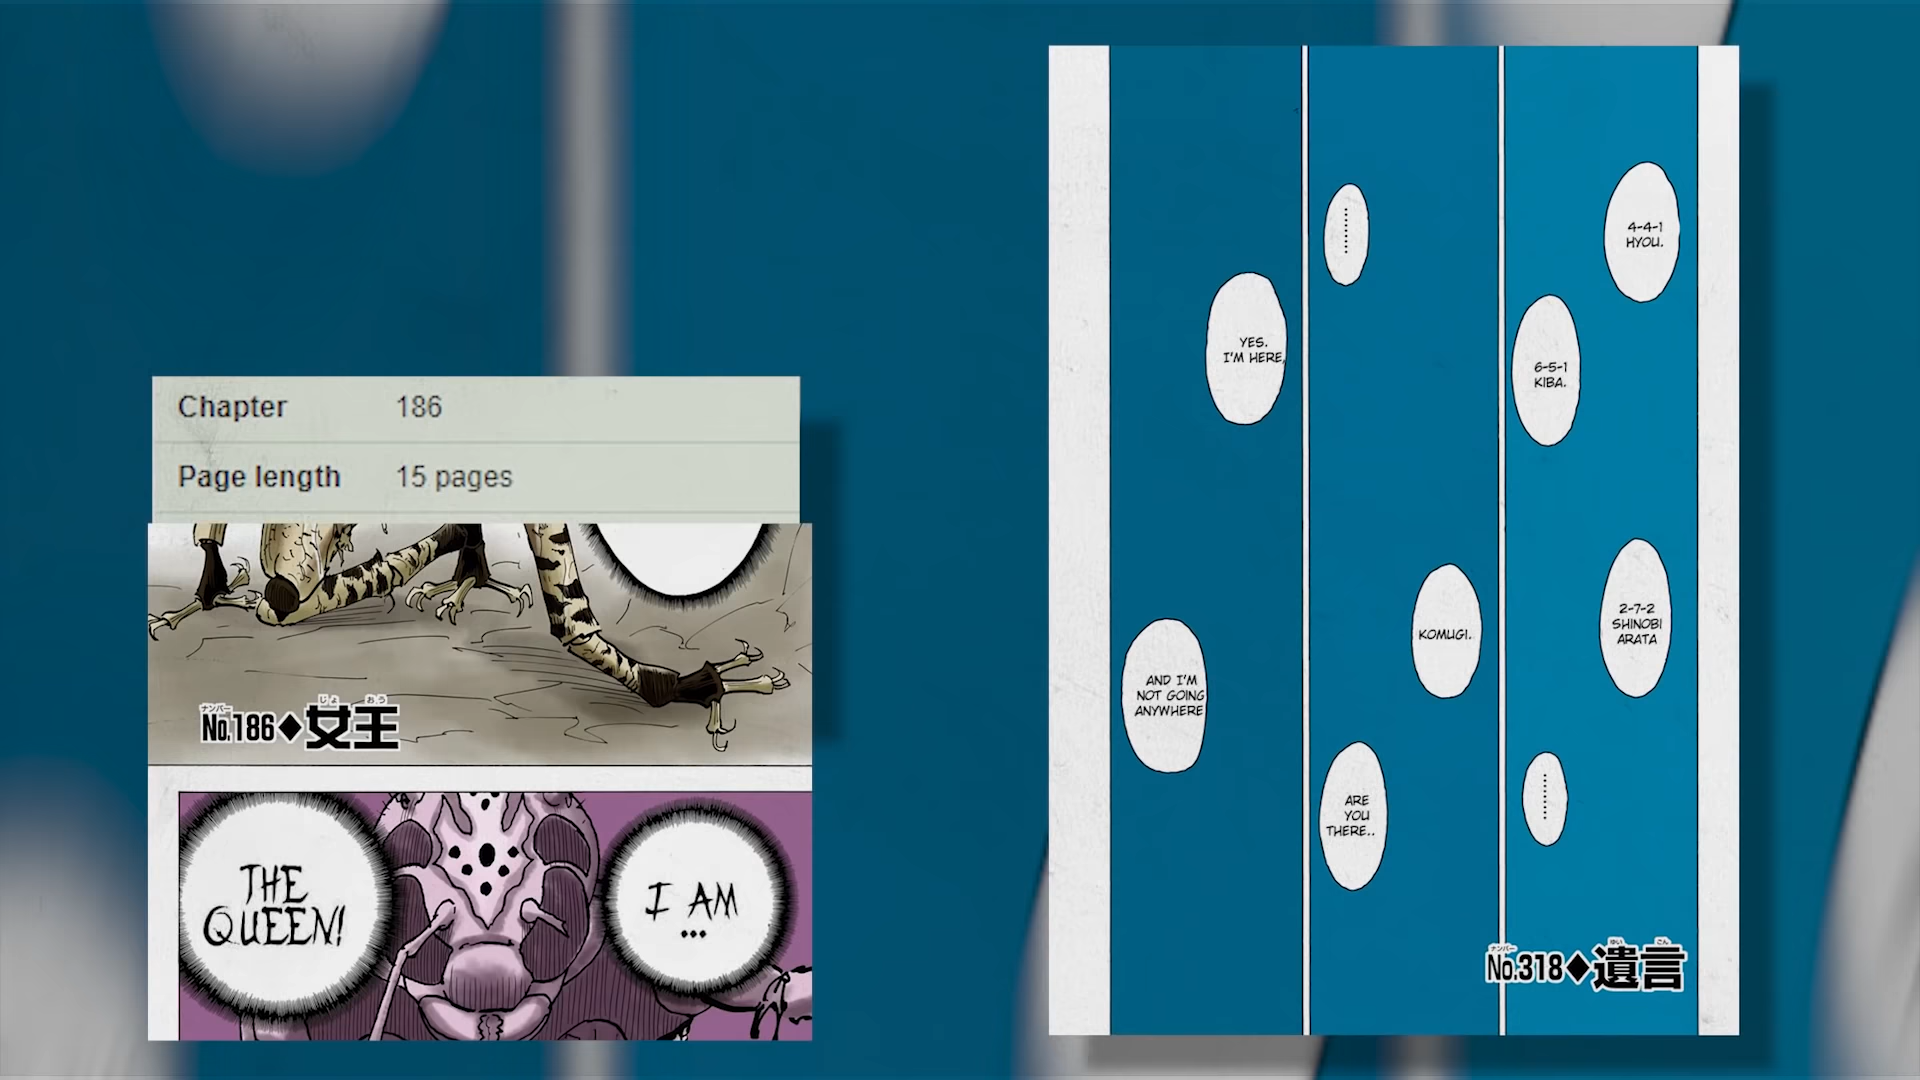 Chapter 186
Page length 15 pages
ナンバー じょ おう
No.186◆女王
I AM
...
THE
QUEEN!
4-4-1
HYOU.
6-5-1
KIBA.
2-7-2
SHINOBI
ARATA
..........
..........
KOMUGI.
ARE
YOU
THERE..
YES.
I'M HERE,
AND I'M
NOT GOING
ANYWHERE
ナンバー ゆい ごん
No.318◆遺言